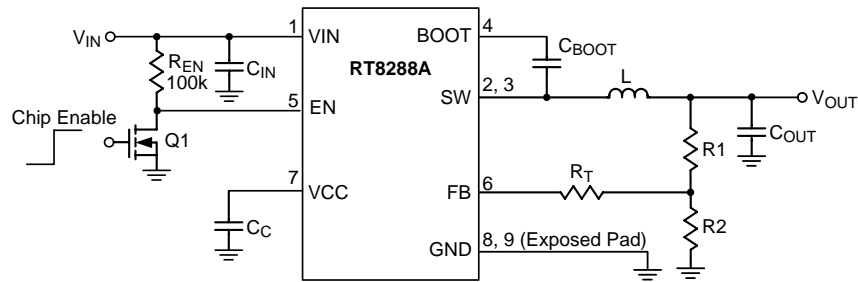 VIN
REN
100k
CIN
1
VIN
BOOT
4
CBOOT
RT8288A
SW
2, 3
L
VOUT
5
EN
Chip Enable
Q1
COUT
R1
7
VCC
CC
FB
6
RT
R2
GND
8, 9 (Exposed Pad)